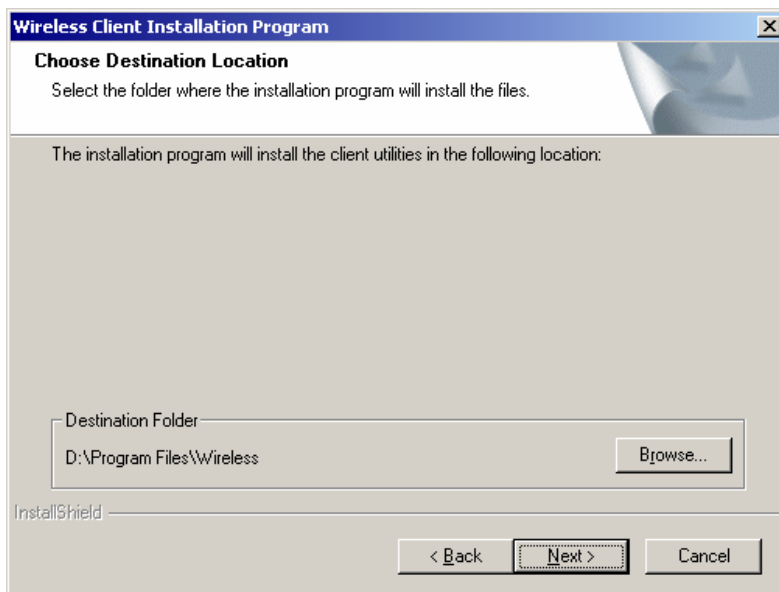 Wireless Client Installation Program
Choose Destination Location
Select the folder where the installation program will install the files.
The installation program will install the client utilities in the following location:
Destination Folder
D:\Program Files\Wireless
Browse...
InstallShield
< Back
Next >
Cancel